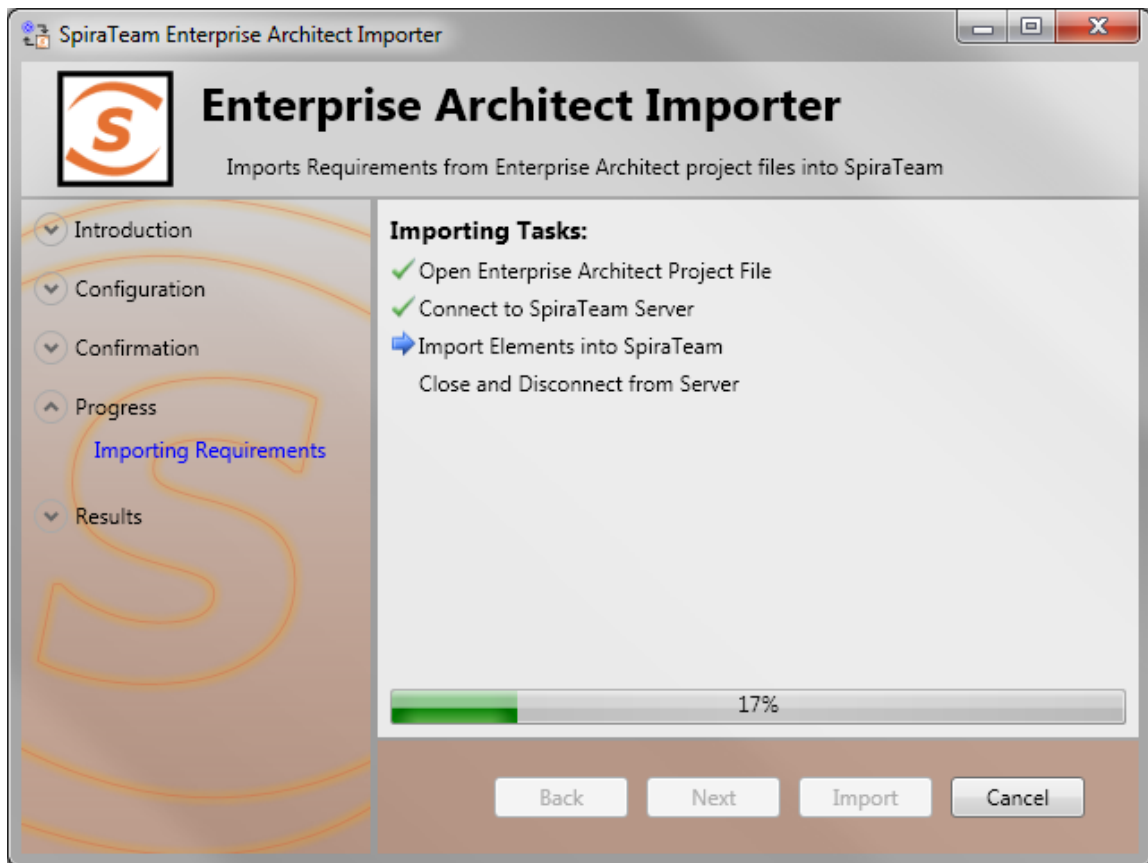 SpiraTeam Enterprise Architect Importer
S
Enterprise Architect Importer
Imports Requirements from Enterprise Architect project files into SpiraTeam
Introduction
Configuration
Confirmation
Progress
Importing Requirements
Results
Importing Tasks:
Open Enterprise Architect Project File
Connect to SpiraTeam Server
Import Elements into SpiraTeam
Close and Disconnect from Server
17%
Back Next Import Cancel